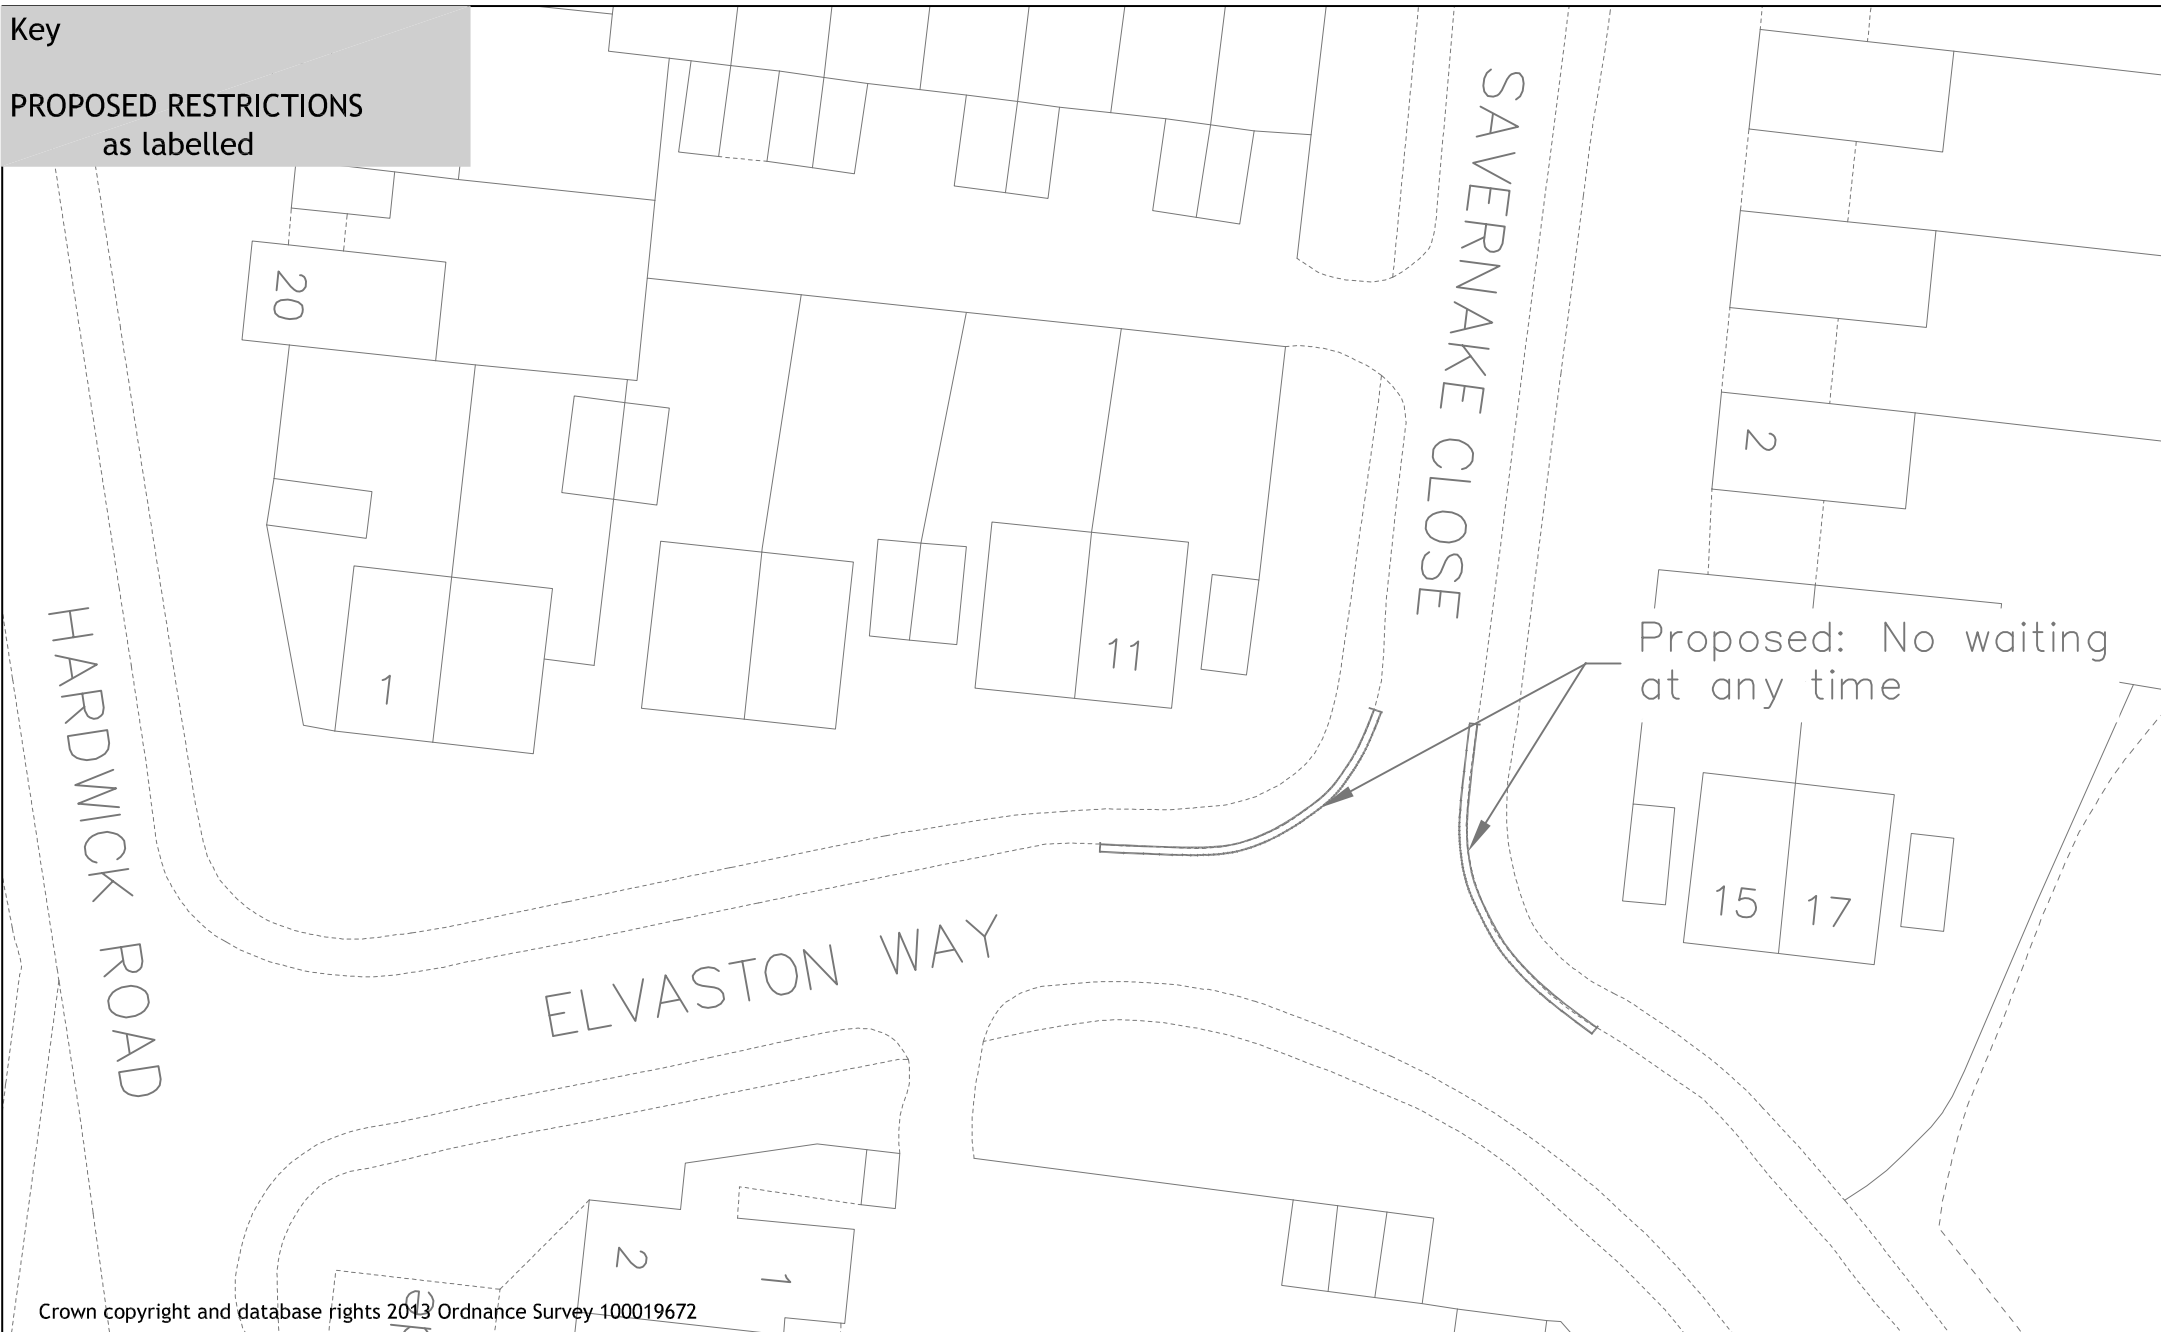 Key
PROPOSED RESTRICTIONS
as labelled
SAVERNAKE CLOSE
20
2
Proposed: No waiting
at any time
11
1
HARDWICK ROAD
15
17
ELVASTON WAY
2
1
Crown copyright and database rights 2013 Ordnance Survey 100019672